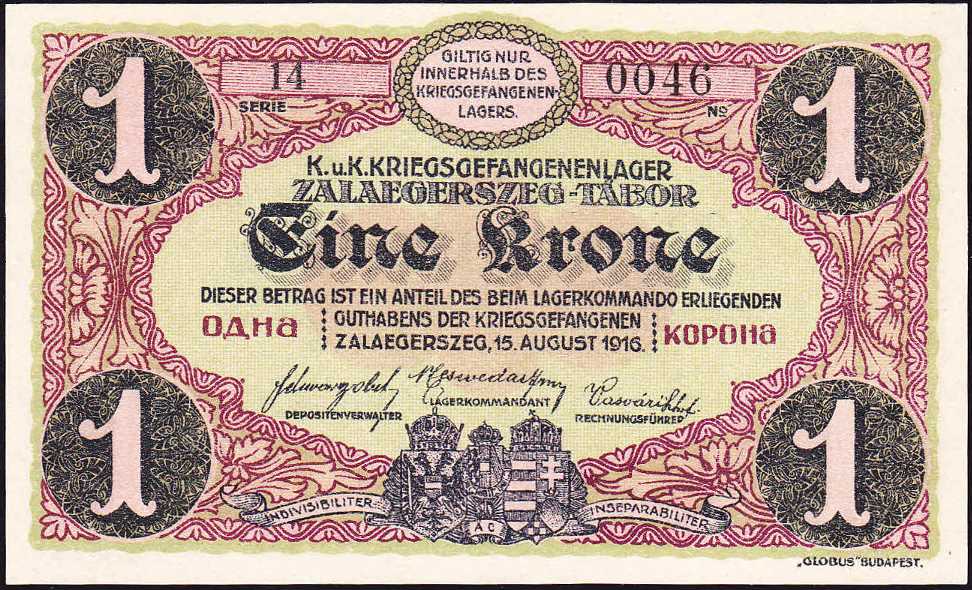 1
14
SERIE
GILTIG NUR
INNERHALB DES
KRIEGSGEFANGENEN-
LAGERS.
0046
No
1
K.u.K.KRIEGSGEFANGENENLAGER
ZALAEGERSZEG-TÁBOR
Eine Krone
DIESER BETRAG IST EIN ANTEIL DES BEIM LAGERKOMMANDO ERLIEGENDEN
GUTHABENS DER KRIEGSGEFANGENEN
ОДНА
КОРОНА
ZALAEGERSZEG, 15. AUGUST 1916.
DEPOSITENVERWALTER
LAGERKOMMANDANT
RECHNUNGSFÜHRER
1
INDIVISIBILITER
AC
INSEPARABILITER
1
„GLOBUS" BUDAPEST.